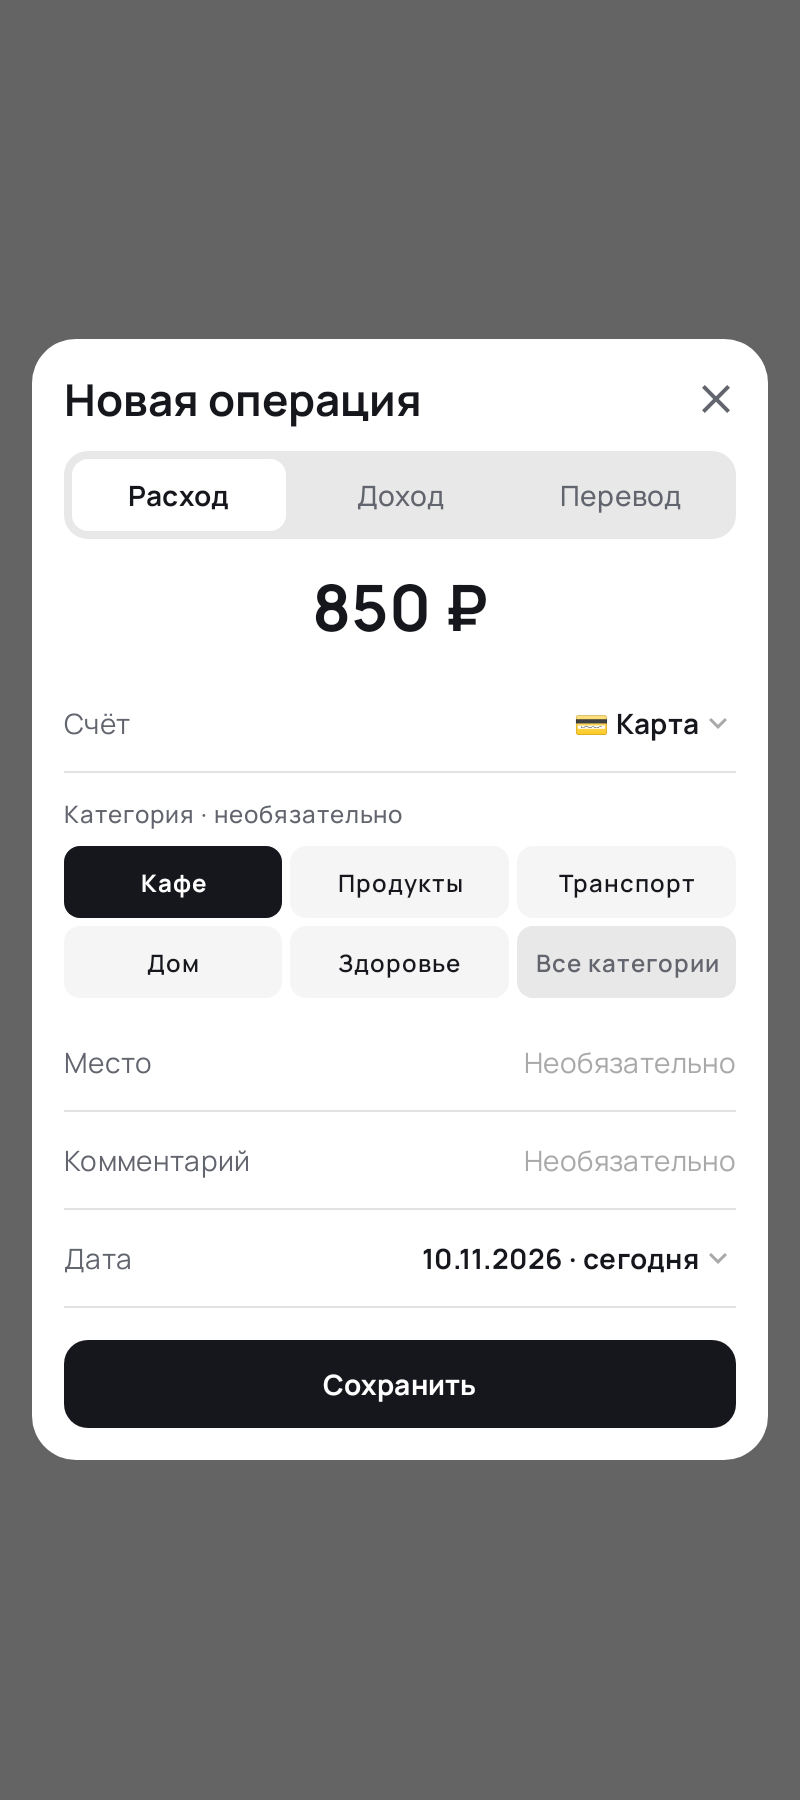 Новая операция
Расход Доход Перевод
850 ₽
Счёт 💳 Карта
Категория · необязательно
Кафе Продукты Транспорт
Дом Здоровье Все категории
Место Необязательно
Комментарий Необязательно
Дата 10.11.2026 · сегодня
Сохранить